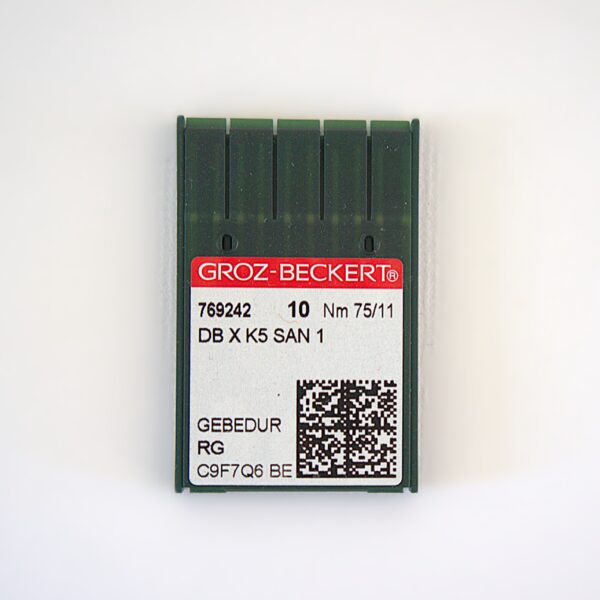 GROZ-BECKERT®
769242 10 Nm 75/11
DB X K5 SAN 1
GEBEDUR
RG
C9F7Q6 BE